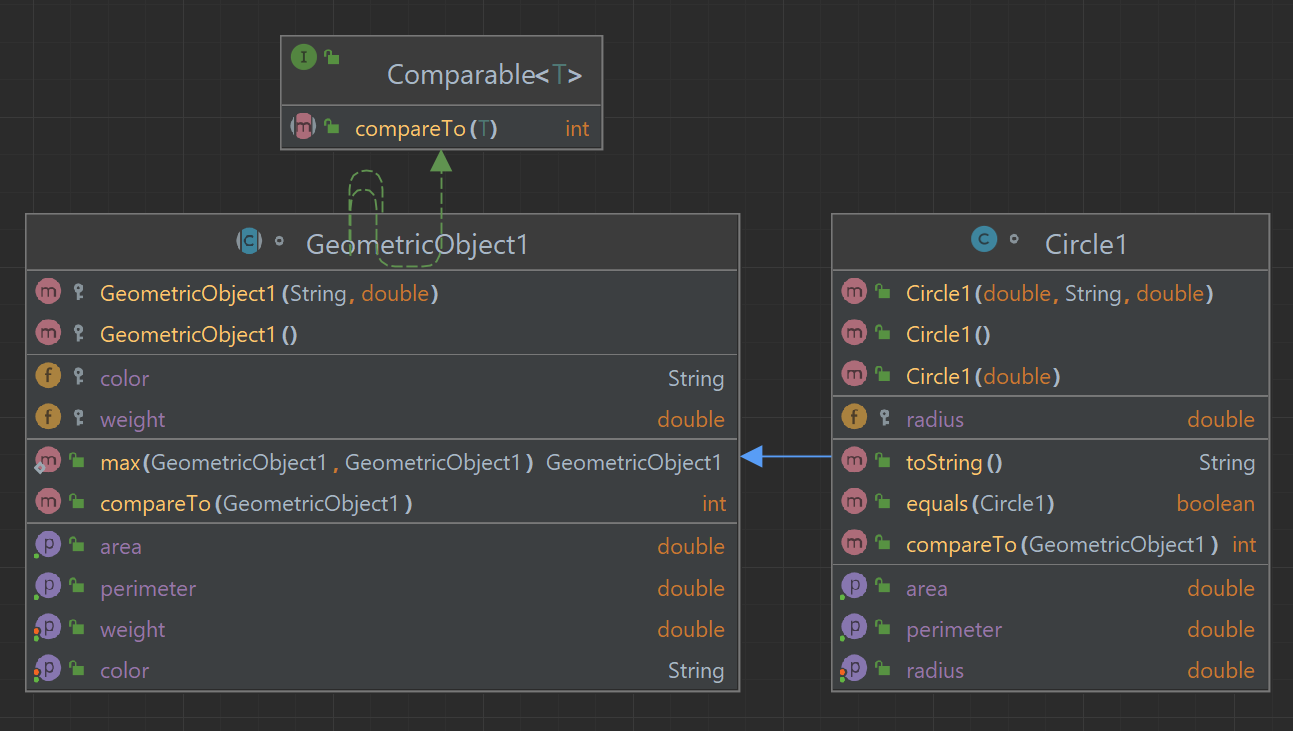 Comparable<T>
compareTo(T) int
GeometricObject1
GeometricObject1(String, double)
GeometricObject1()
color String
weight double
max(GeometricObject1, GeometricObject1) GeometricObject1
compareTo(GeometricObject1) int
area double
perimeter double
weight double
color String
Circle1
Circle1(double, String, double)
Circle1()
Circle1(double)
radius double
toString() String
equals(Circle1) boolean
compareTo(GeometricObject1) int
area double
perimeter double
radius double